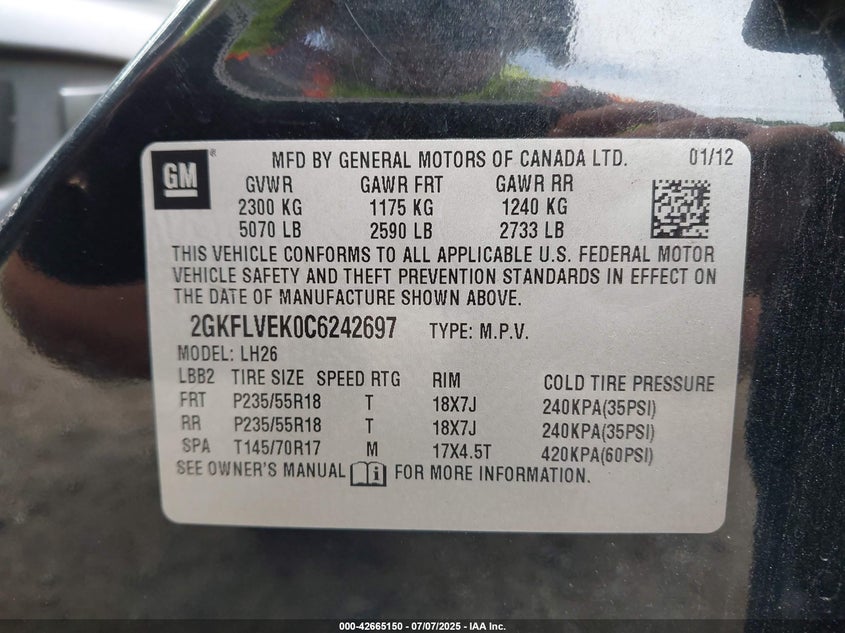 GM
MFD BY GENERAL MOTORS OF CANADA LTD. 01/12
GVWR GAWR FRT GAWR RR
2300 KG 1175 KG 1240 KG
5070 LB 2590 LB 2733 LB
THIS VEHICLE CONFORMS TO ALL APPLICABLE U.S. FEDERAL MOTOR
VEHICLE SAFETY AND THEFT PREVENTION STANDARDS IN EFFECT ON
THE DATE OF MANUFACTURE SHOWN ABOVE.
2GKFLVEK0C6242697 TYPE: M.P.V.
MODEL: LH26
LBB2 TIRE SIZE SPEED RTG RIM COLD TIRE PRESSURE
FRT P235/55R18 T 18X7J 240KPA(35PSI)
RR P235/55R18 T 18X7J 240KPA(35PSI)
SPA T145/70R17 M 17X4.5T 420KPA(60PSI)
SEE OWNER'S MANUAL FOR MORE INFORMATION.
000-42665150 - 07/07/2025 - IAA Inc.